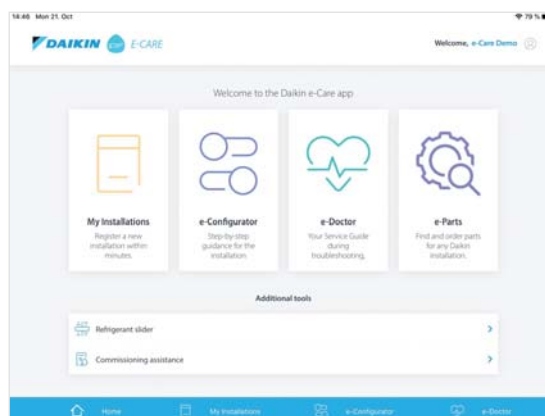 14:46 Mon 21. Oct
79 %
DAIKIN E-CARE
Welcome, e-Care Demo
Welcome to the Daikin e-Care app
My Installations
Register a new
installation within
minutes.
e-Configurator
Step-by-step
guidance for the
installation.
e-Doctor
Your Service Guide
during
troubleshooting.
e-Parts
Find and order parts
for any Daikin
installation.
Additional tools
Refrigerant slider
Commissioning assistance
Home
My Installations
e-Configurator
e-Doctor